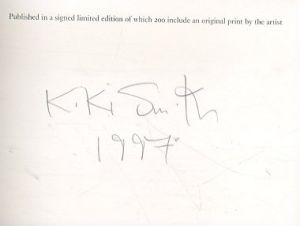 Published in a signed limited edition of which 200 include an original print by the artist
Kiki Smith
1997